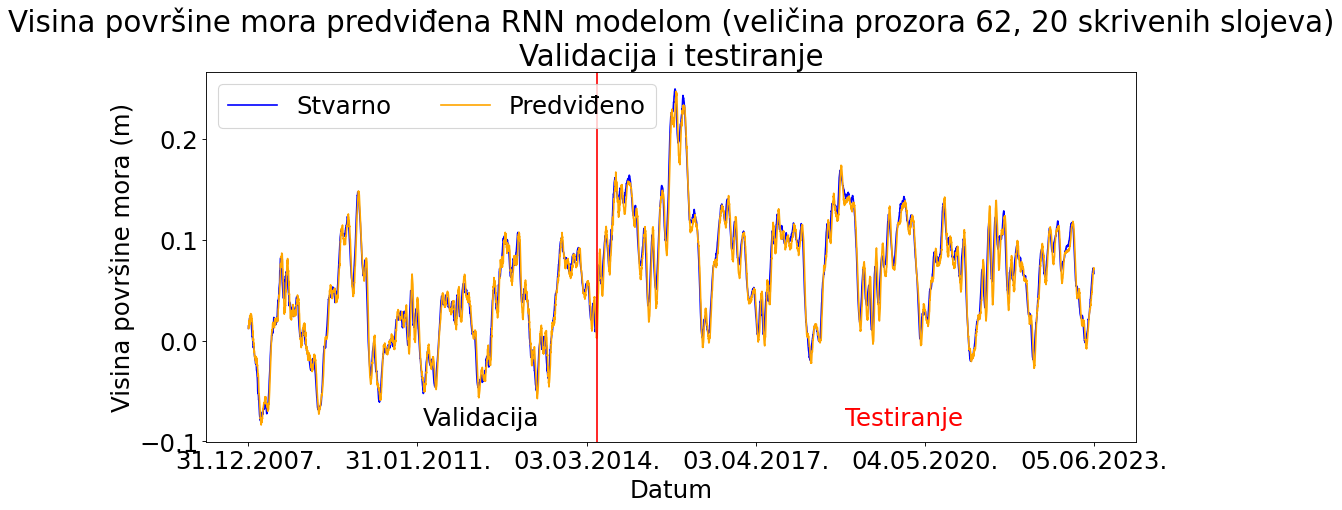 Visina površine mora predviđena RNN modelom (veličina prozora 62, 20 skrivenih slojeva)
Validacija i testiranje
Stvarno
Predviđeno
Visina površine mora (m)
0.2
0.1
0.0
−0.1
Validacija
Testiranje
31.12.2007.
31.01.2011.
03.03.2014.
03.04.2017.
04.05.2020.
05.06.2023.
Datum